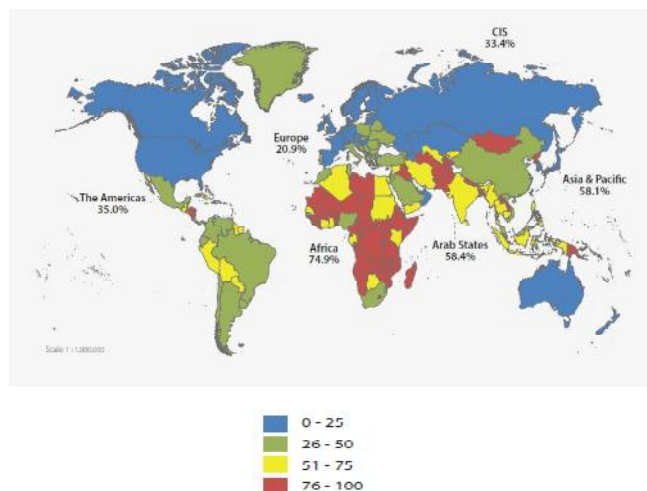 CIS
33.4%
Europe
20.9%
The Americas
35.0%
Asia & Pacific
58.1%
Africa
74.9%
Arab States
58.4%
0 - 25
26 - 50
51 - 75
76 - 100